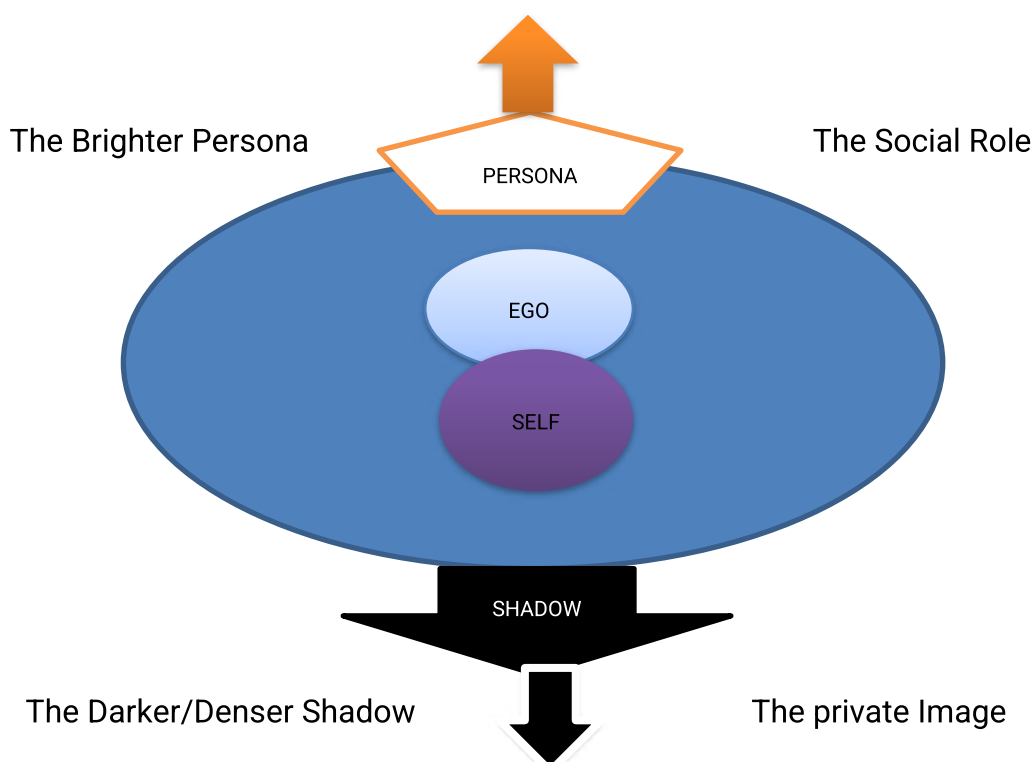 The Brighter Persona
The Social Role
PERSONA
EGO
SELF
SHADOW
The Darker/Denser Shadow
The private Image